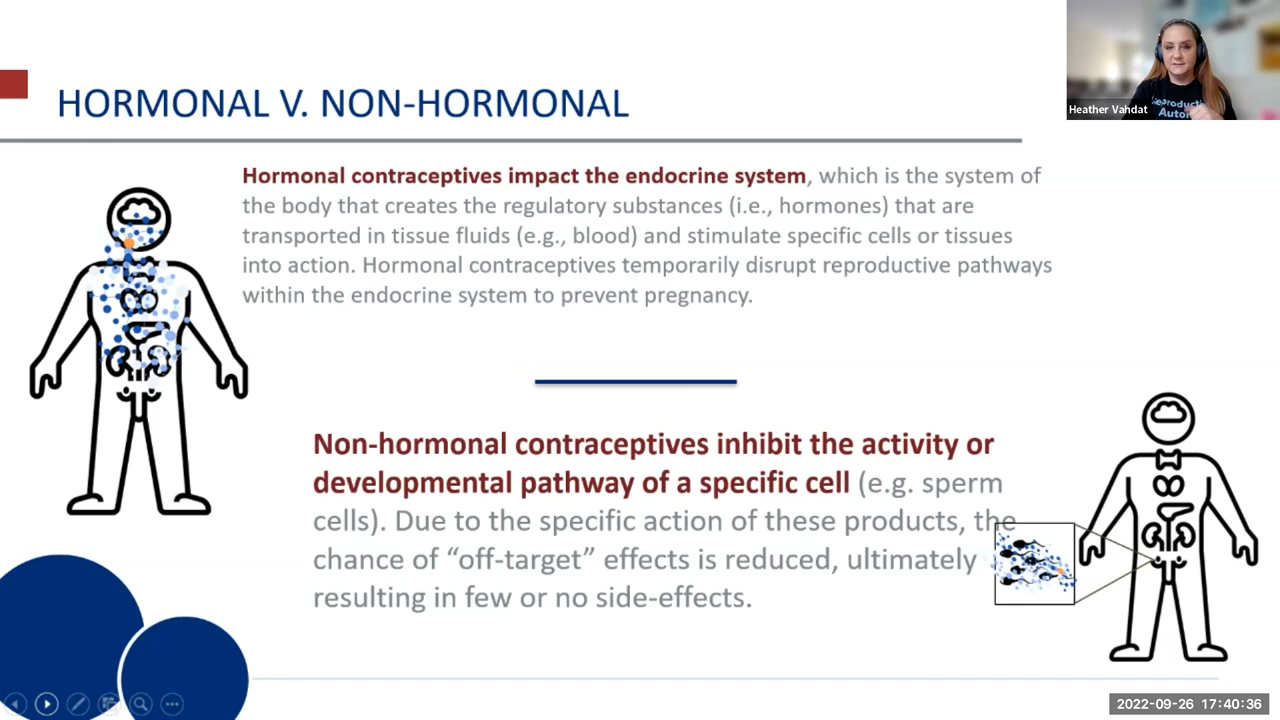 HORMONAL V. NON-HORMONAL
Heather Vahdat
Hormonal contraceptives impact the endocrine system, which is the system of
the body that creates the regulatory substances (i.e., hormones) that are
transported in tissue fluids (e.g., blood) and stimulate specific cells or tissues
into action. Hormonal contraceptives temporarily disrupt reproductive pathways
within the endocrine system to prevent pregnancy.
Non-hormonal contraceptives inhibit the activity or
developmental pathway of a specific cell (e.g. sperm
cells). Due to the specific action of these products, the
chance of “off-target” effects is reduced, ultimately
resulting in few or no side-effects.
2022-09-26 17:40:36